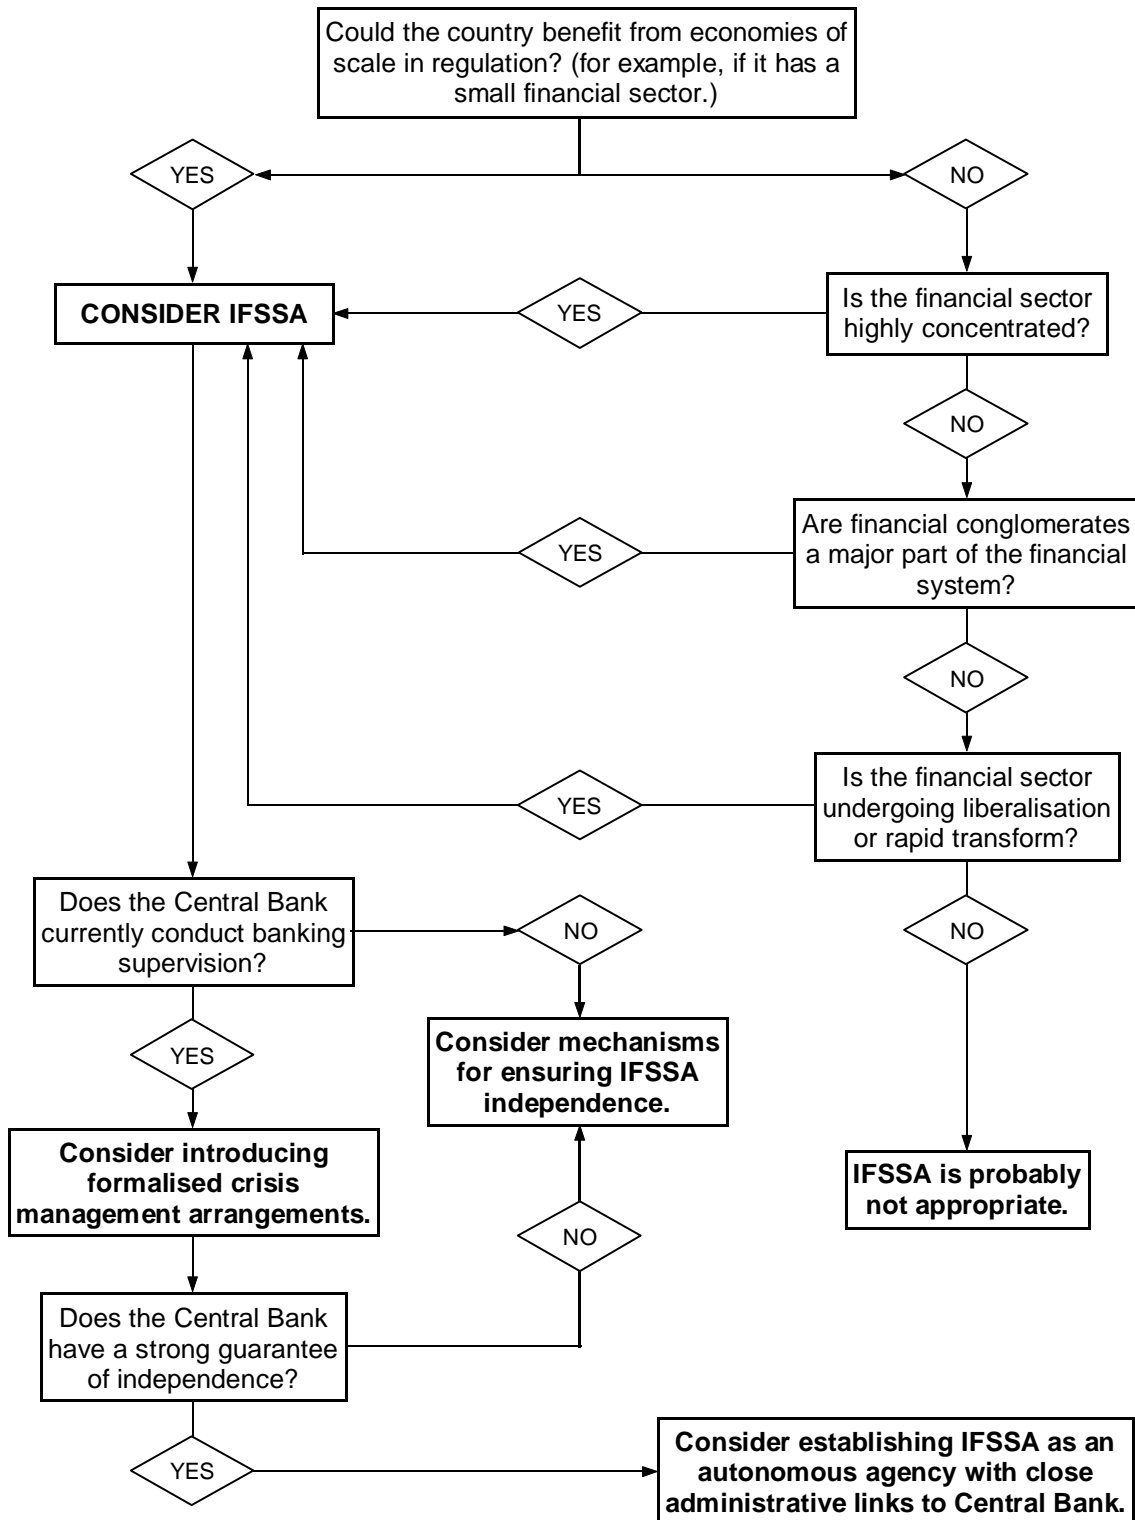 Could the country benefit from economies of
scale in regulation? (for example, if it has a
small financial sector.)
YES
NO
CONSIDER IFSSA
YES
Is the financial sector
highly concentrated?
NO
YES
Are financial conglomerates
a major part of the financial
system?
NO
YES
Is the financial sector
undergoing liberalisation
or rapid transform?
Does the Central Bank
currently conduct banking
supervision?
NO
NO
YES
Consider mechanisms
for ensuring IFSSA
independence.
Consider introducing
formalised crisis
management arrangements.
IFSSA is probably
not appropriate.
NO
Does the Central Bank
have a strong guarantee
of independence?
YES
Consider establishing IFSSA as an
autonomous agency with close
administrative links to Central Bank.